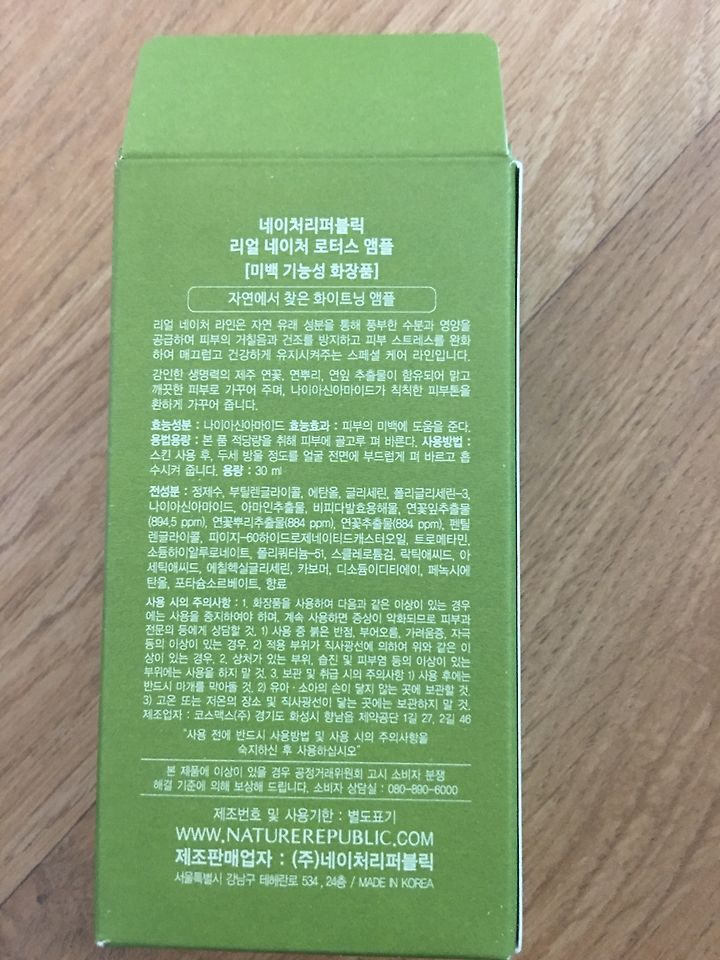 네이처리퍼블릭
리얼 네이처 로터스 앰플
[미백 기능성 화장품]
자연에서 찾은 화이트닝 앰플
리얼 네이처 라인은 자연 유래 성분을 통해 풍부한 수분과 영양을
공급하여 피부의 거칠음과 건조를 방지하고 피부 스트레스를 완화
하여 매끄럽고 건강하게 유지시켜주는 스페셜 케어 라인입니다.
강인한 생명력의 제주 연꽃, 연뿌리, 연잎 추출물이 함유되어 맑고
깨끗한 피부로 가꾸어 주며, 나이아신아마이드가 칙칙한 피부톤을
환하게 가꾸어 줍니다.
효능성분 : 나이아신아마이드 효능효과 : 피부의 미백에 도움을 준다.
용법용량 : 본 품 적당량을 취해 피부에 골고루 펴 바른다. 사용방법 :
스킨 사용 후, 두세 방울 정도를 얼굴 전면에 부드럽게 펴 바르고 흡
수시켜 줍니다. 용량 : 30 ml
전성분 : 정제수, 부틸렌글라이콜, 에탄올, 글리세린, 폴리글리세린-3,
나이아신아마이드, 아마인추출물, 비피다발효용해물, 연꽃잎추출물
(894.5 ppm), 연꽃뿌리추출물(884 ppm), 연꽃추출물(884 ppm), 펜틸
렌글라이콜, 피이지-60하이드로제네이티드캐스터오일, 트로메타민,
소듐하이알루로네이트, 폴리쿼터늄-51, 스클레로튬검, 락틱애씨드, 아
세틱애씨드, 에칠헥실글리세린, 카보머, 디소듐이디티에이, 페녹시에
탄올, 포타슘소르베이트, 향료
사용 시의 주의사항 : 1. 화장품을 사용하여 다음과 같은 이상이 있는 경우
에는 사용을 중지하여야 하며, 계속 사용하면 증상이 악화되므로 피부과
전문의 등에게 상담할 것. 1) 사용 중 붉은 반점, 부어오름, 가려움증, 자극
등의 이상이 있는 경우. 2) 적용 부위가 직사광선에 의하여 위와 같은 이
상이 있는 경우, 2. 상처가 있는 부위, 습진 및 피부염 등의 이상이 있는
부위에는 사용을 하지 말 것. 3. 보관 및 취급 시의 주의사항 1) 사용 후에는
반드시 마개를 막아둘 것. 2) 유아·소아의 손이 닿지 않는 곳에 보관할 것.
3) 고온 또는 저온의 장소 및 직사광선이 닿는 곳에는 보관하지 말 것.
제조업자 : 코스맥스(주) 경기도 화성시 향남읍 제약공단 1길 27, 2길 46
"사용 전에 반드시 사용방법 및 사용 시의 주의사항을
숙지하신 후 사용하십시오"
본 제품에 이상이 있을 경우 공정거래위원회 고시 소비자 분쟁
해결 기준에 의해 보상해 드립니다. 소비자 상담실 : 080-890-6000
제조번호 및 사용기한 : 별도표기
WWW.NATUREREPUBLIC.COM
제조판매업자 : (주)네이처리퍼블릭
서울특별시 강남구 테헤란로 534, 24층 / MADE IN KOREA